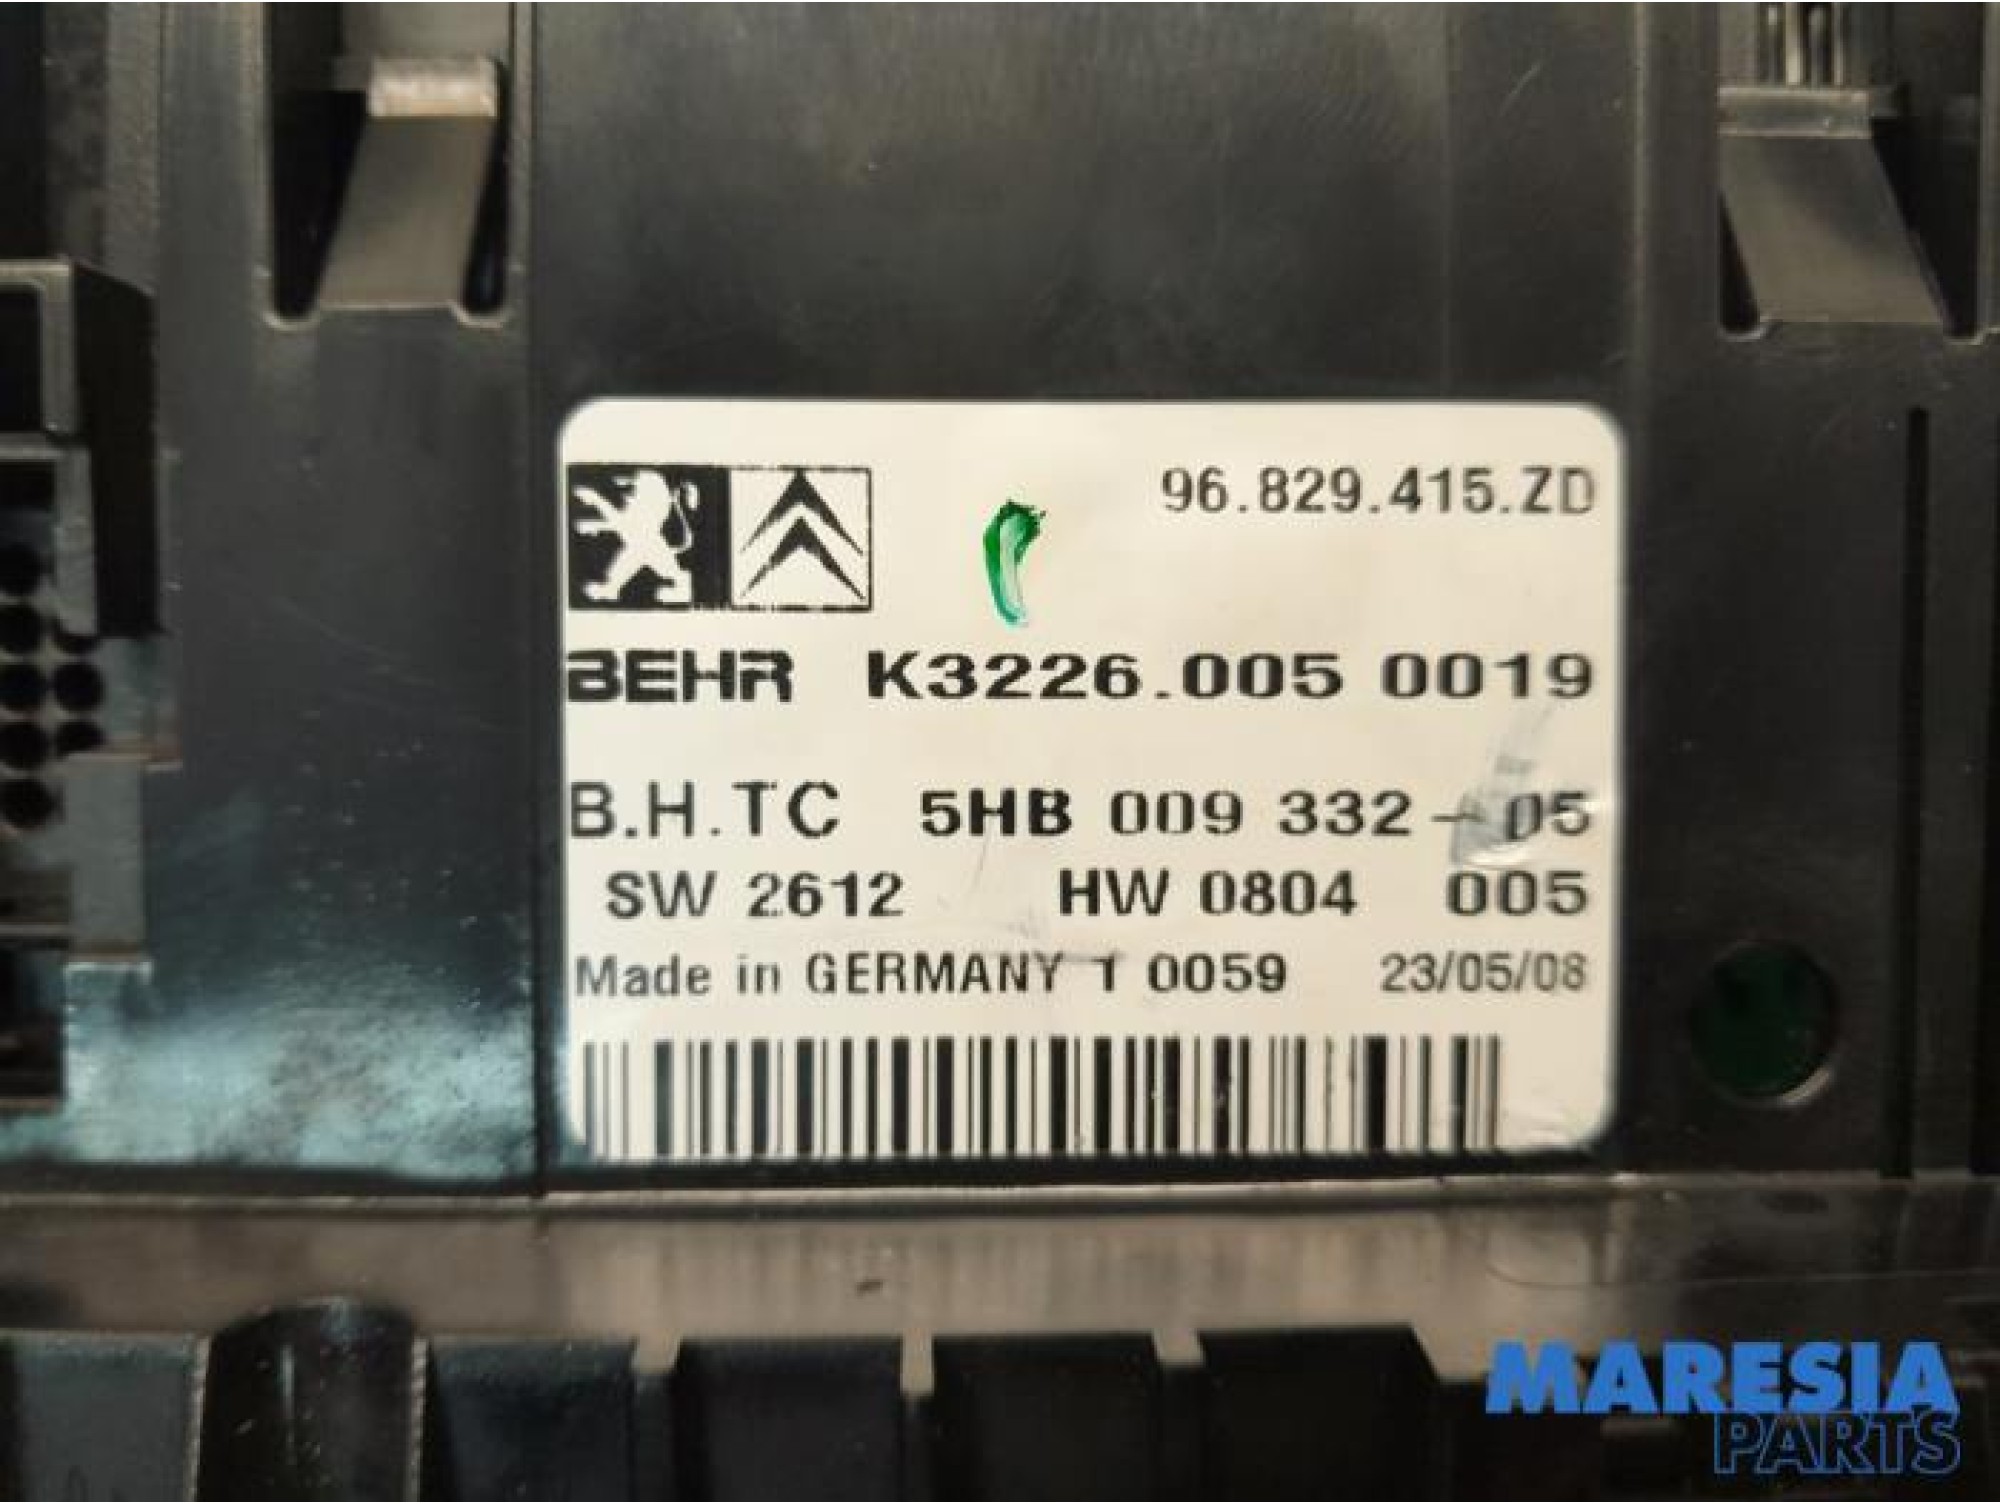 96.829.415.ZD
BEHR K3226.005 0019
B.H.TC 5HB 009 332-05
SW 2612 HW 0804 005
Made in GERMANY 1 0059 23/05/08
MARESIA
PARTS